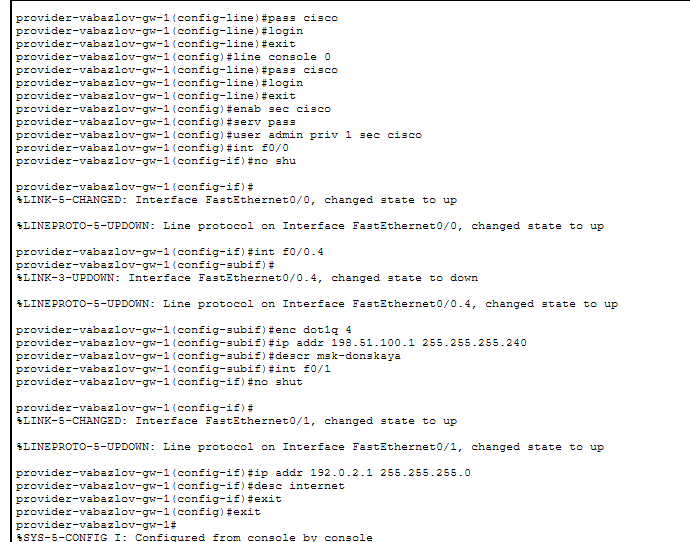 provider-vabazlov-gw-1(config-line)#pass cisco
provider-vabazlov-gw-1(config-line)#login
provider-vabazlov-gw-1(config-line)#exit
provider-vabazlov-gw-1(config)#line console 0
provider-vabazlov-gw-1(config-line)#pass cisco
provider-vabazlov-gw-1(config-line)#login
provider-vabazlov-gw-1(config-line)#exit
provider-vabazlov-gw-1(config)#enab sec cisco
provider-vabazlov-gw-1(config)#serv pass
provider-vabazlov-gw-1(config)#user admin priv 1 sec cisco
provider-vabazlov-gw-1(config)#int f0/0
provider-vabazlov-gw-1(config-if)#no shu
provider-vabazlov-gw-1(config-if)#
%LINK-5-CHANGED: Interface FastEthernet0/0, changed state to up
%LINEPROTO-5-UPDOWN: Line protocol on Interface FastEthernet0/0, changed state to up
provider-vabazlov-gw-1(config-if)#int f0/0.4
provider-vabazlov-gw-1(config-subif)#
%LINK-3-UPDOWN: Interface FastEthernet0/0.4, changed state to down
%LINEPROTO-5-UPDOWN: Line protocol on Interface FastEthernet0/0.4, changed state to up
provider-vabazlov-gw-1(config-subif)#enc dot1q 4
provider-vabazlov-gw-1(config-subif)#ip addr 198.51.100.1 255.255.255.240
provider-vabazlov-gw-1(config-subif)#descr msk-donskaya
provider-vabazlov-gw-1(config-subif)#int f0/1
provider-vabazlov-gw-1(config-if)#no shut
provider-vabazlov-gw-1(config-if)#
%LINK-5-CHANGED: Interface FastEthernet0/1, changed state to up
%LINEPROTO-5-UPDOWN: Line protocol on Interface FastEthernet0/1, changed state to up
provider-vabazlov-gw-1(config-if)#ip addr 192.0.2.1 255.255.255.0
provider-vabazlov-gw-1(config-if)#desc internet
provider-vabazlov-gw-1(config-if)#exit
provider-vabazlov-gw-1(config)#exit
provider-vabazlov-gw-1#
%SYS-5-CONFIG_I: Configured from console by console